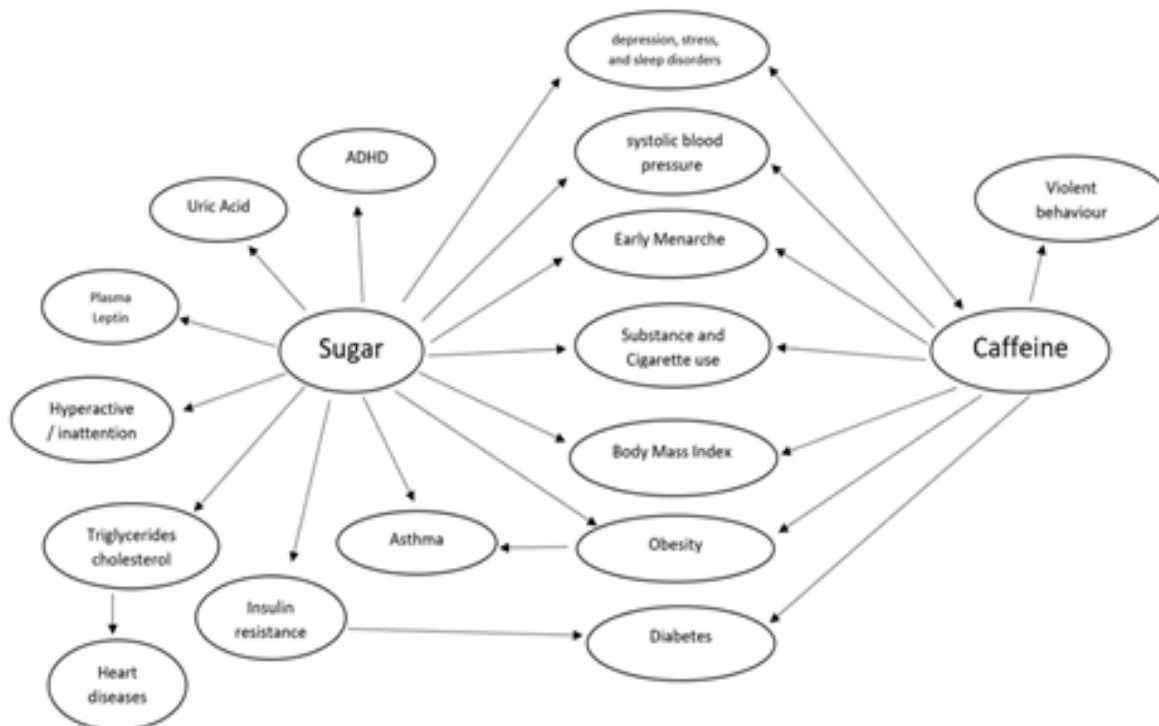 depression, stress,
and sleep disorders
systolic blood
pressure
ADHD
Violent
behaviour
Uric Acid
Early Menarche
Plasma
Leptin
Sugar
Substance and
Cigarette use
Caffeine
Hyperactive
/ inattention
Body Mass Index
Triglycerides
cholesterol
Asthma
Obesity
Insulin
resistance
Diabetes
Heart
diseases